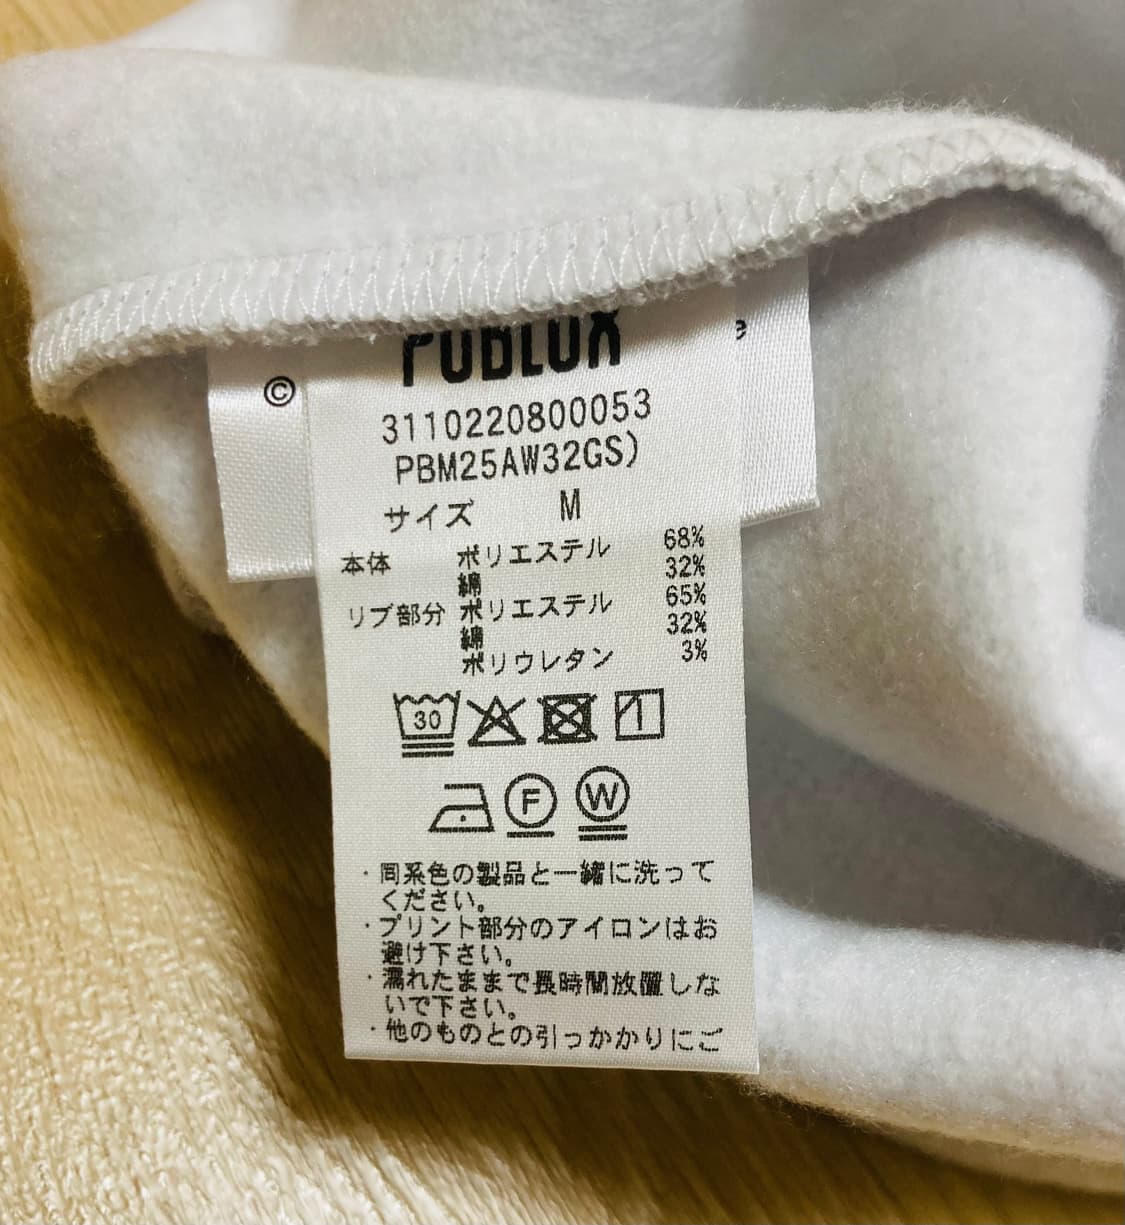 PUBLUX
©
e
3110220800053
PBM25AW32GS)
サイズ M
本体 ポリエステル 68%
綿 32%
リブ部分 ポリエステル 65%
綿 32%
ポリウレタン 3%
30
F W
・同系色の製品と一緒に洗って
ください。
・プリント部分のアイロンはお
避け下さい。
・濡れたままで長時間放置しな
いで下さい。
・他のものとの引っかかりにご